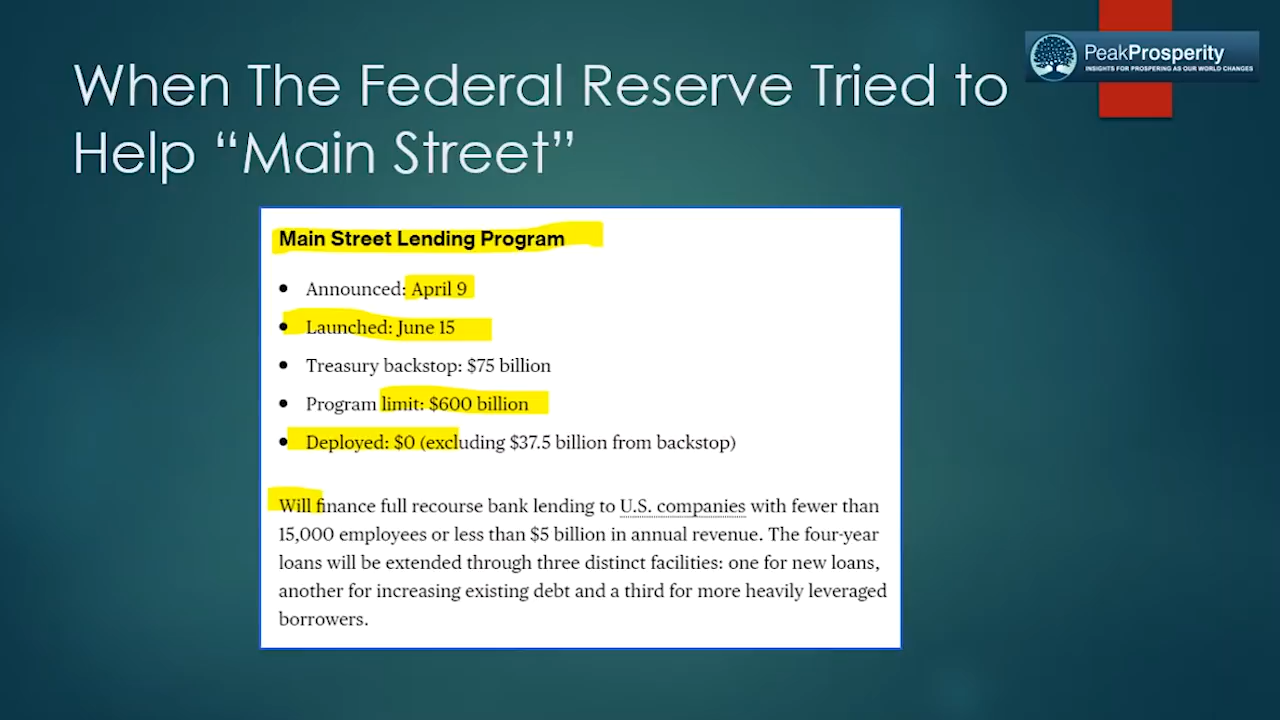 When The Federal Reserve Tried to
Help “Main Street”
PeakProsperity
INSIGHTS FOR PROSPERING AS OUR WORLD CHANGES
Main Street Lending Program
• Announced: April 9
• Launched: June 15
• Treasury backstop: $75 billion
• Program limit: $600 billion
• Deployed: $0 (excluding $37.5 billion from backstop)
Will finance full recourse bank lending to U.S. companies with fewer than
15,000 employees or less than $5 billion in annual revenue. The four-year
loans will be extended through three distinct facilities: one for new loans,
another for increasing existing debt and a third for more heavily leveraged
borrowers.